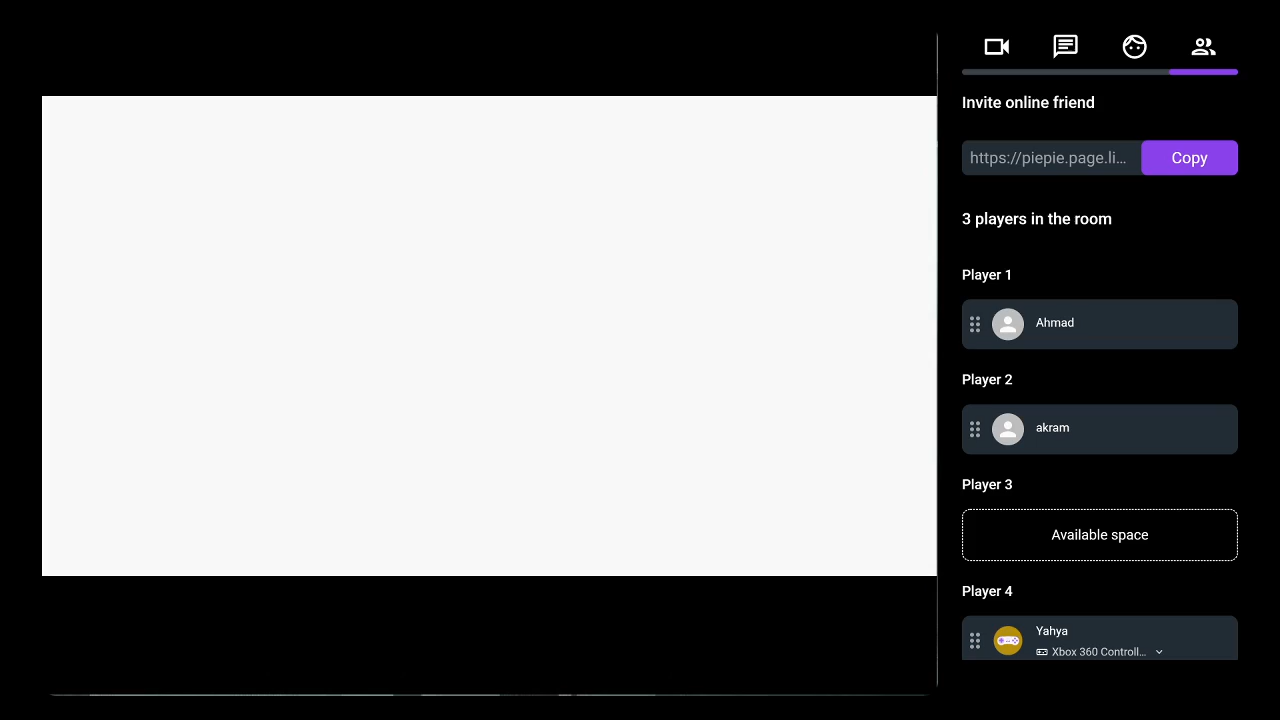 Invite online friend
https://piepie.page.li...
Copy
3 players in the room
Player 1
Ahmad
Player 2
akram
Player 3
Available space
Player 4
Yahya
Xbox 360 Controll...